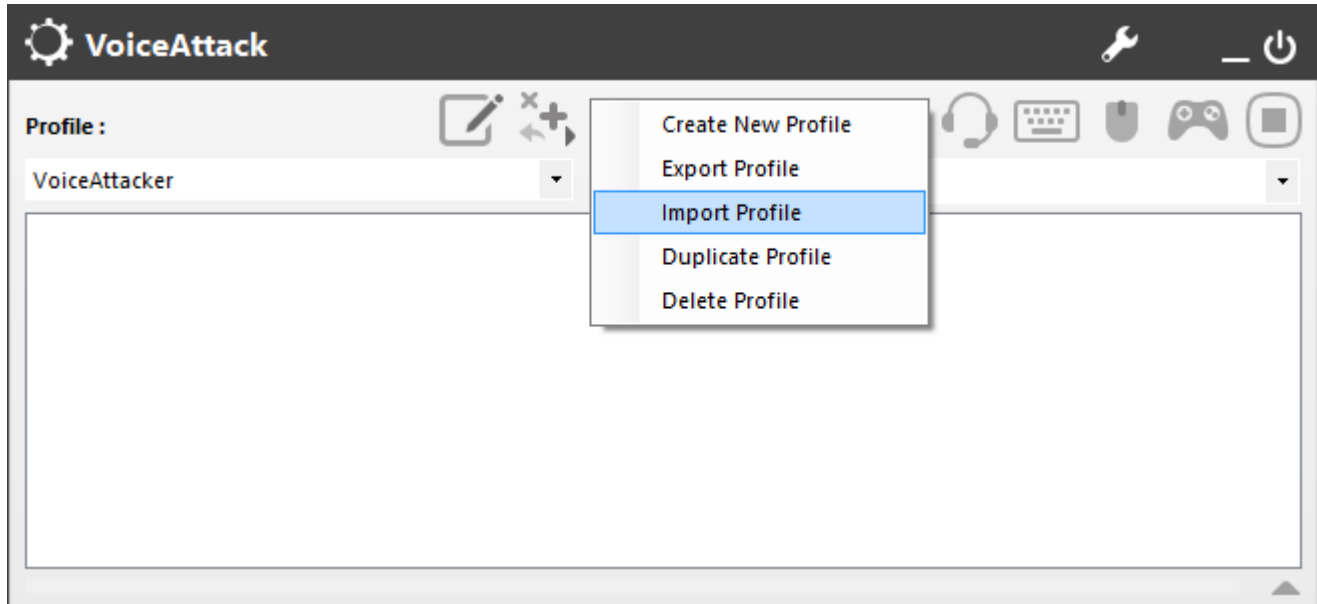 VoiceAttack
Profile :
VoiceAttacker
Create New Profile
Export Profile
Import Profile
Duplicate Profile
Delete Profile